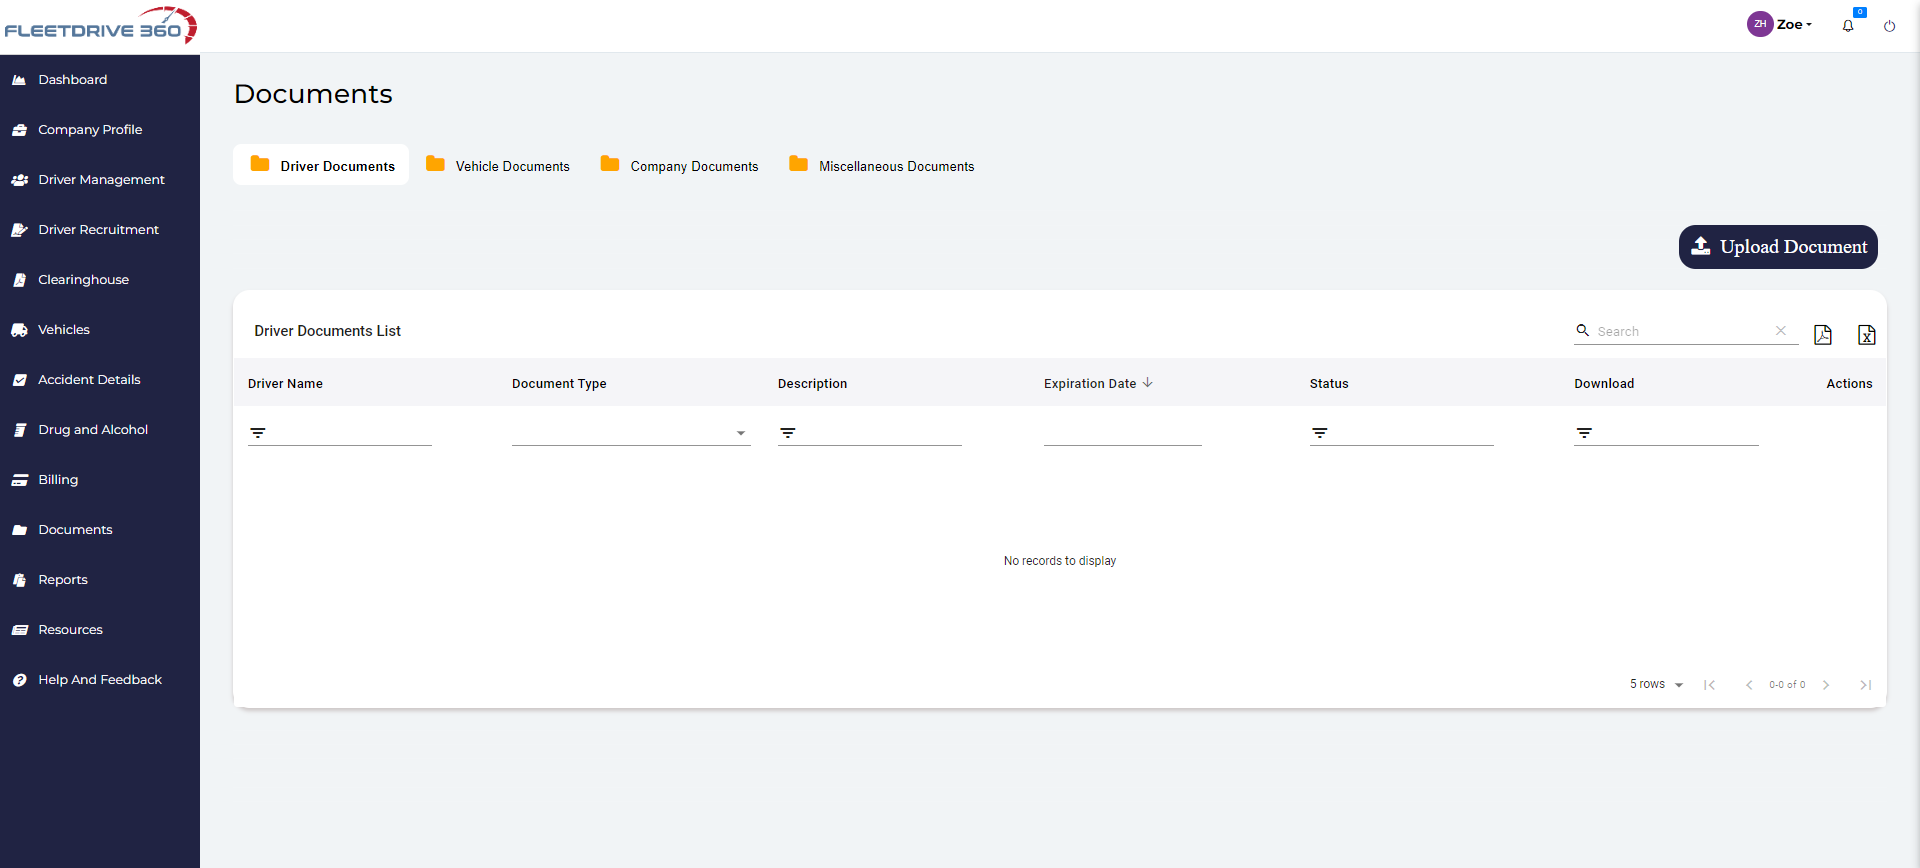 FLEETDRIVE 360
ZH Zoe
0
Dashboard
Company Profile
Driver Management
Driver Recruitment
Clearinghouse
Vehicles
Accident Details
Drug and Alcohol
Billing
Documents
Reports
Resources
Help And Feedback
Documents
Driver Documents Vehicle Documents Company Documents Miscellaneous Documents
Upload Document
Driver Documents List
Search
Driver Name Document Type Description Expiration Date Status Download Actions
No records to display
5 rows 0-0 of 0